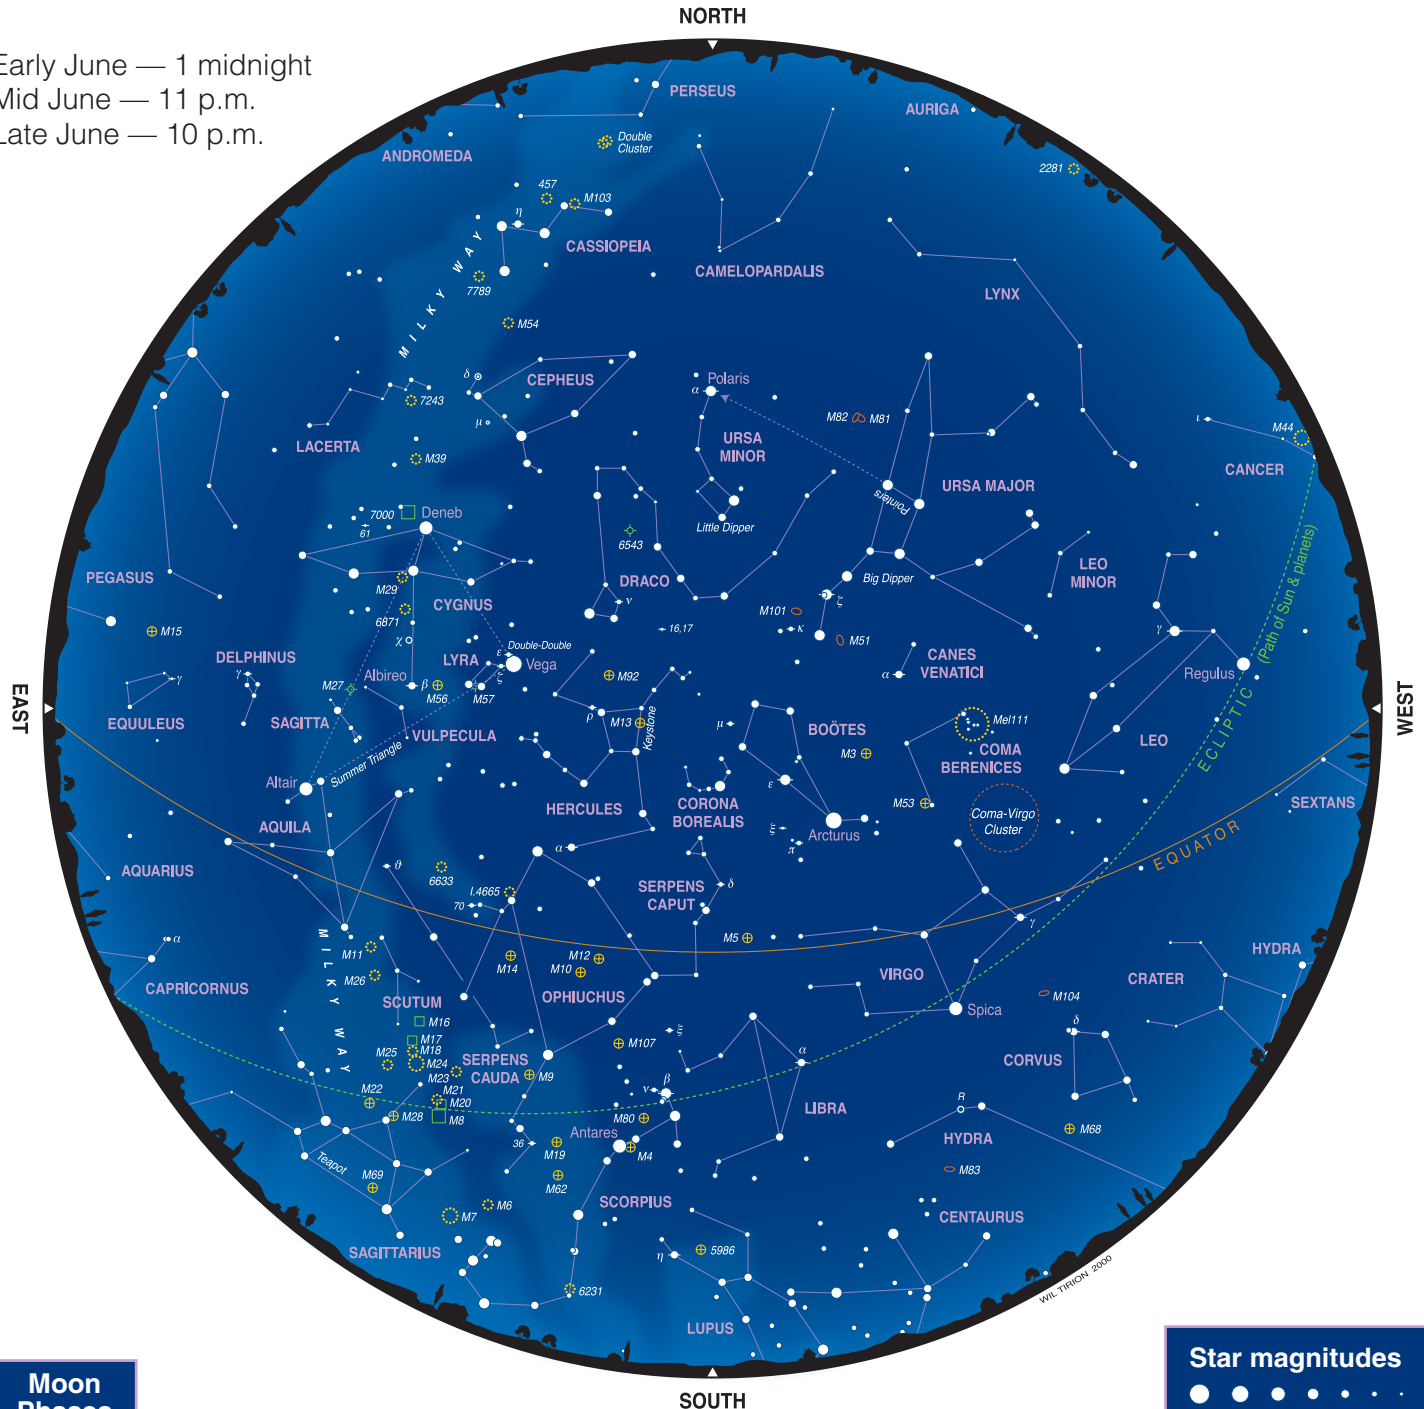 NORTH
Early June — 1 midnight
Mid June — 11 p.m.
Late June — 10 p.m.
PERSEUS
AURIGA
Double
Cluster
ANDROMEDA
2281
457
M103
η
CASSIOPEIA
CAMELOPARDALIS
MILKY WAY
7789
LYNX
M54
δ
CEPHEUS
Polaris
α
7243
μ
M82
M81
ι
M44
LACERTA
URSA
MINOR
M39
CANCER
URSA MAJOR
Pointers
7000
Deneb
61
Little Dipper
6543
(Path of Sun & planets)
PEGASUS
M29
DRACO
Big Dipper
LEO
MINOR
CYGNUS
ν
ζ
6871
M101
M15
χ
16,17
κ
M51
γ
Double-Double
ε
DELPHINUS
LYRA
Vega
CANES
VENATICI
γ
γ
Albireo
ξ
M92
α
Regulus
M27
β
M56
M57
EAST
WEST
EQUULEUS
SAGITTA
ρ
M13
Keystone
μ
BOÖTES
Mel111
ECLIPTIC
LEO
VULPECULA
M3
COMA
BERENICES
Summer Triangle
Altair
ε
HERCULES
CORONA
BOREALIS
M53
SEXTANS
Coma-Virgo
Cluster
AQUILA
ξ
Arcturus
α
π
EQUATOR
AQUARIUS
ϑ
6633
I.4665
SERPENS
CAPUT
δ
70
γ
α
M11
M5
M14
M12
M10
HYDRA
M26
VIRGO
CRATER
CAPRICORNUS
OPHIUCHUS
SCUTUM
MILKY WAY
M104
Spica
M16
M17
M18
ξ
δ
M107
M25
M24
SERPENS
CAUDA
α
CORVUS
M23
M9
M22
M21
ν
β
M20
R
LIBRA
M28
M8
M80
M68
Antares
36
HYDRA
M19
M4
Teapot
M69
M62
M83
M6
SCORPIUS
M7
CENTAURUS
SAGITTARIUS
η
5986
6231
WIL TIRION 2000
LUPUS
Star magnitudes
Moon
Phases
SOUTH